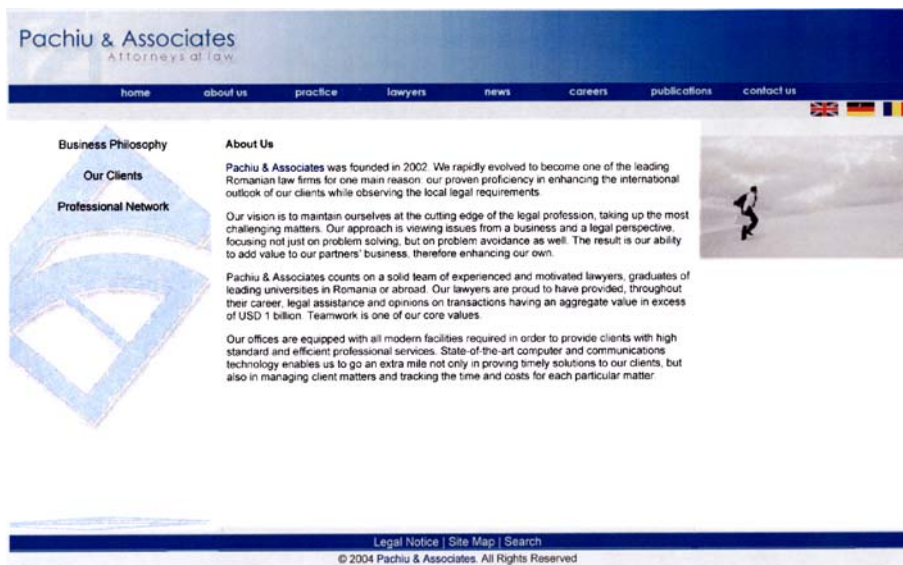 Pachiu & Associates
Attorneys at law
home about us practice lawyers news careers publications contact us
Business Philosophy
Our Clients
Professional Network
About Us
Pachiu & Associates was founded in 2002. We rapidly evolved to become one of the leading
Romanian law firms for one main reason: our proven proficiency in enhancing the international
outlook of our clients while observing the local legal requirements.
Our vision is to maintain ourselves at the cutting edge of the legal profession, taking up the most
challenging matters. Our approach is viewing issues from a business and a legal perspective,
focusing not just on problem solving, but on problem avoidance as well. The result is our ability
to add value to our partners' business, therefore enhancing our own.
Pachiu & Associates counts on a solid team of experienced and motivated lawyers, graduates of
leading universities in Romania or abroad. Our lawyers are proud to have provided, throughout
their career, legal assistance and opinions on transactions having an aggregate value in excess
of USD 1 billion. Teamwork is one of our core values.
Our offices are equipped with all modern facilities required in order to provide clients with high
standard and efficient professional services. State-of-the-art computer and communications
technology enables us to go an extra mile not only in proving timely solutions to our clients, but
also in managing client matters and tracking the time and costs for each particular matter.
Legal Notice | Site Map | Search
© 2004 Pachiu & Associates. All Rights Reserved